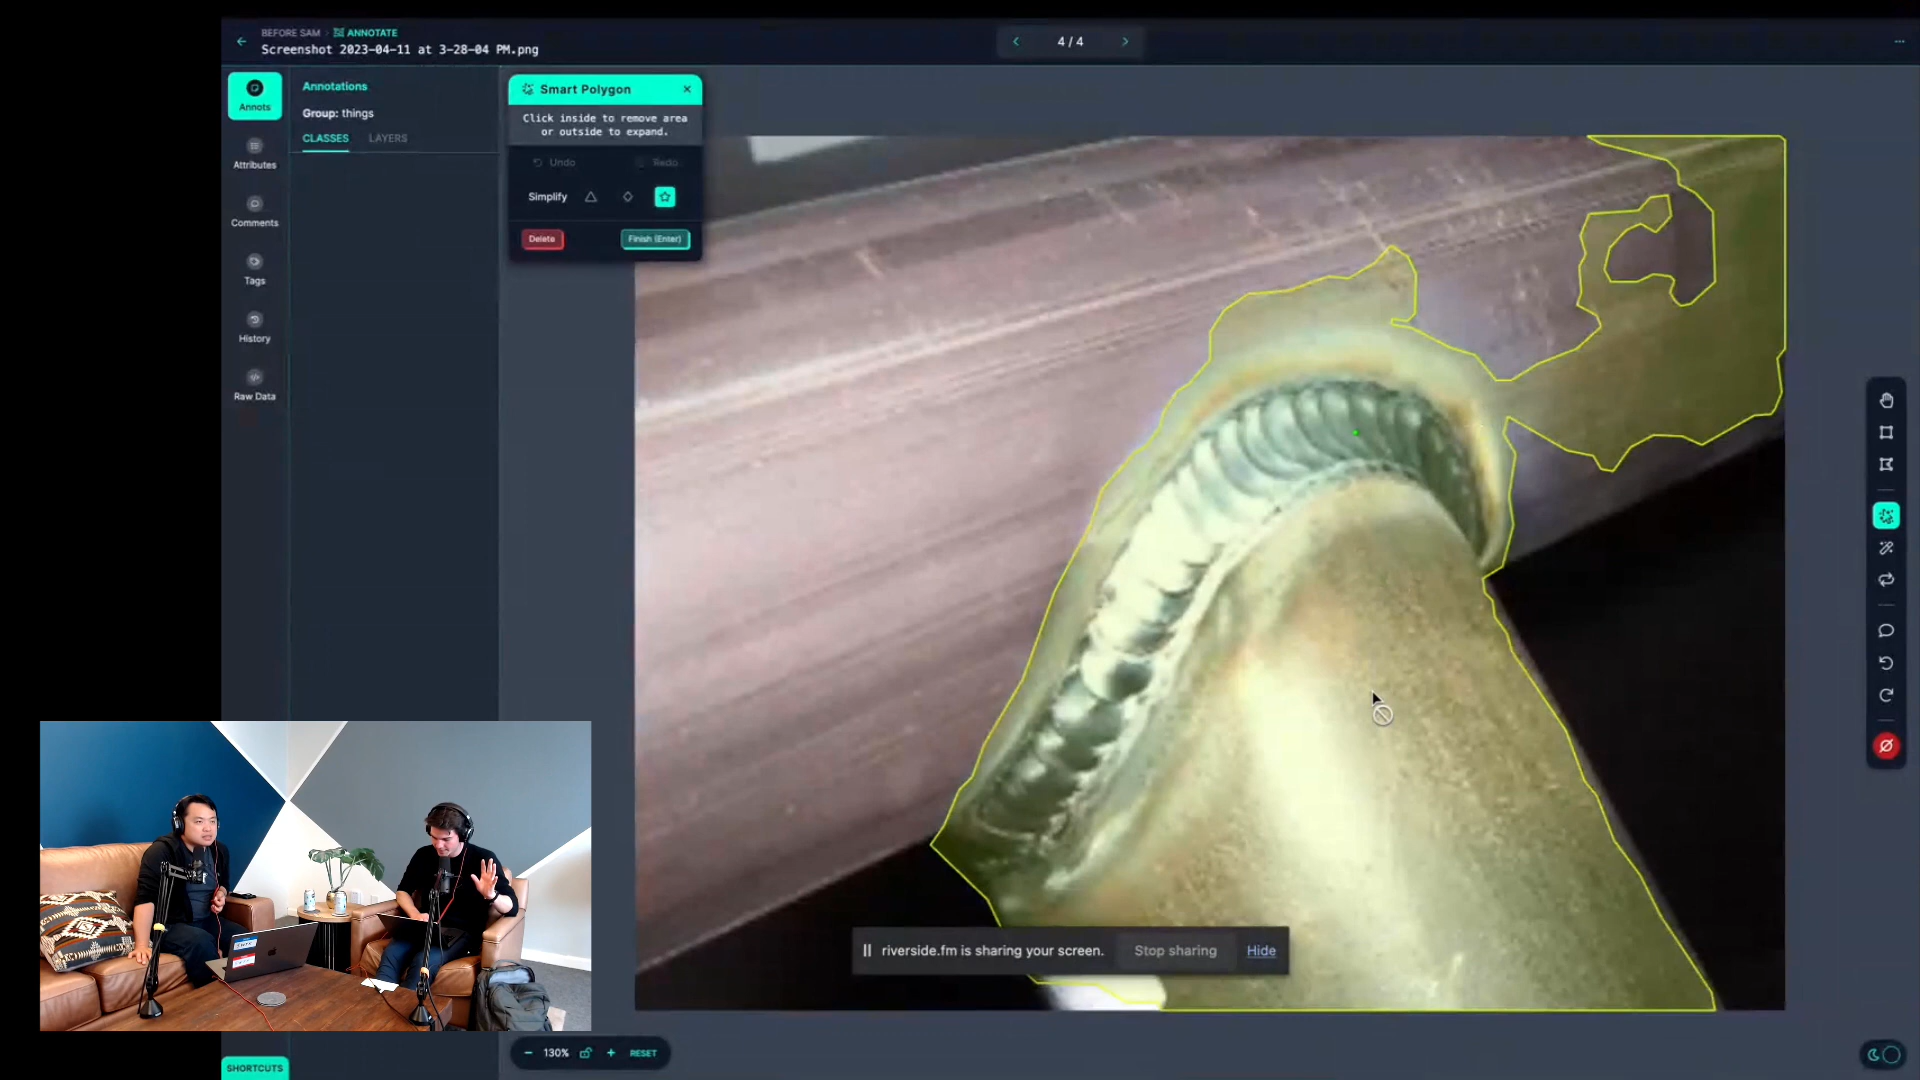 BEFORE SAM > ANNOTATE
Screenshot 2023-04-11 at 3-28-04 PM.png
4 / 4
Annots
Attributes
Comments
Tags
History
Raw Data
SHORTCUTS
Annotations
Group: things
CLASSES LAYERS
Smart Polygon
Click inside to remove area
or outside to expand.
Undo Redo
Simplify
Delete Finish (Enter)
riverside.fm is sharing your screen. Stop sharing Hide
130% RESET